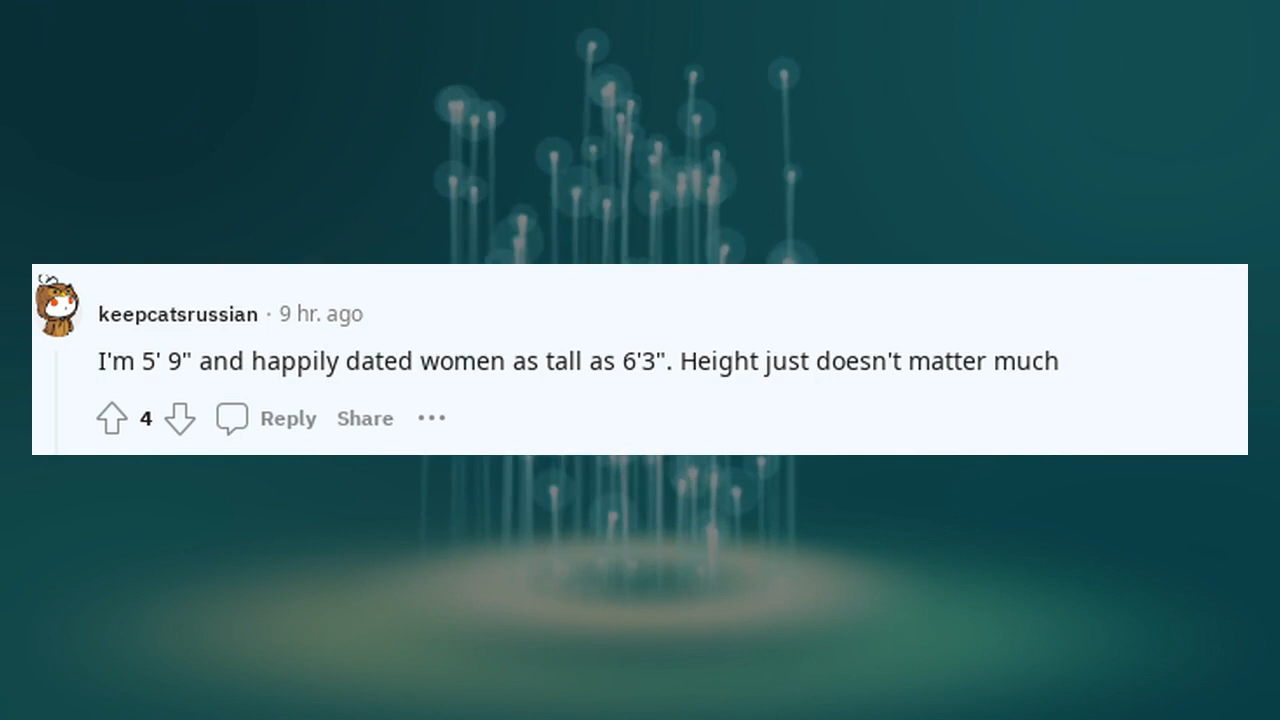 keepcatsrussian · 9 hr. ago
I'm 5' 9" and happily dated women as tall as 6'3". Height just doesn't matter much
4 Reply Share